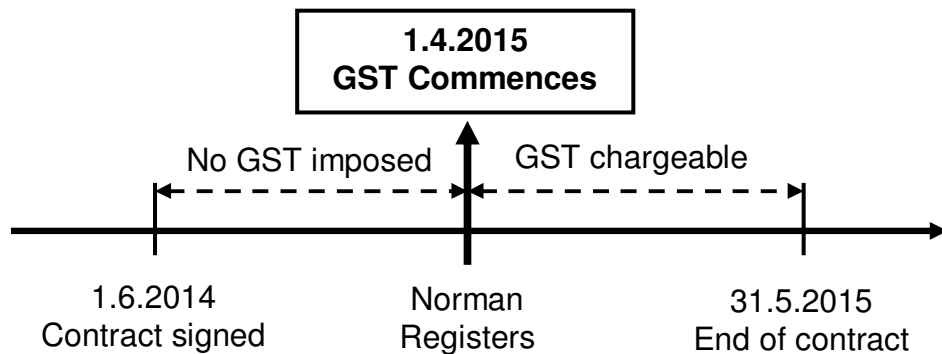 1.4.2015
GST Commences
No GST imposed
GST chargeable
1.6.2014
Contract signed
Norman
Registers
31.5.2015
End of contract